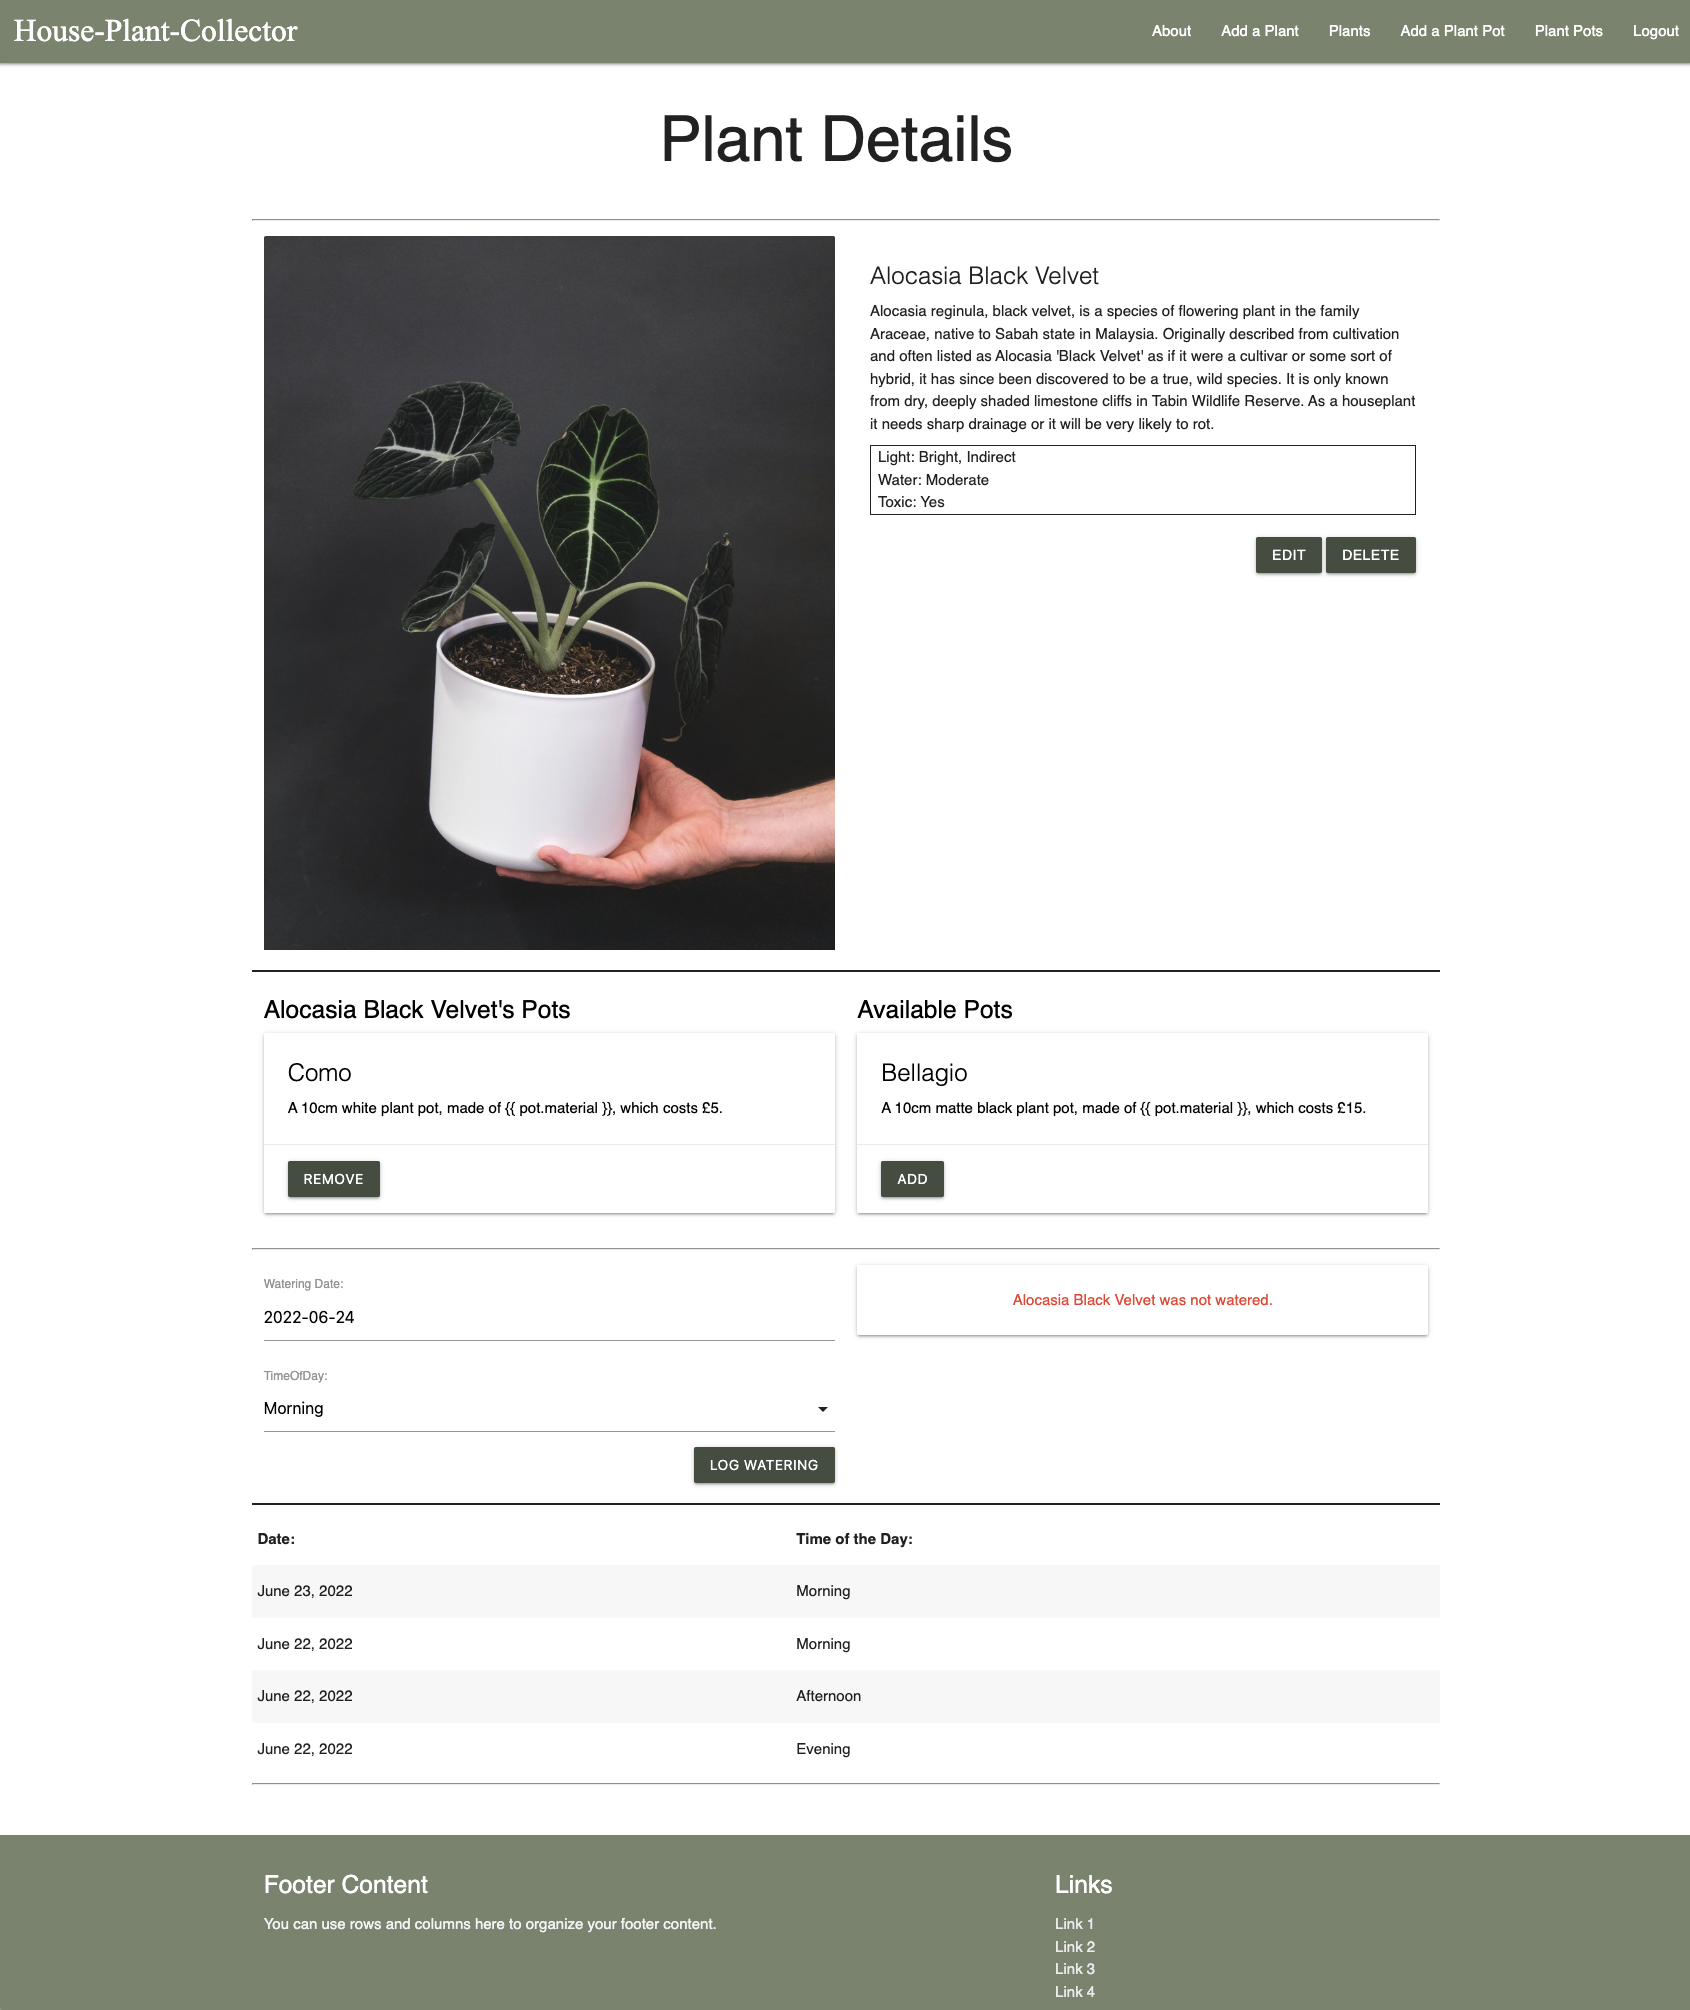 House-Plant-Collector
About
Add a Plant
Plants
Add a Plant Pot
Plant Pots
Logout
Plant Details
Alocasia Black Velvet
Alocasia reginula, black velvet, is a species of flowering plant in the family
Araceae, native to Sabah state in Malaysia. Originally described from cultivation
and often listed as Alocasia 'Black Velvet' as if it were a cultivar or some sort of
hybrid, it has since been discovered to be a true, wild species. It is only known
from dry, deeply shaded limestone cliffs in Tabin Wildlife Reserve. As a houseplant
it needs sharp drainage or it will be very likely to rot.
Light: Bright, Indirect
Water: Moderate
Toxic: Yes
EDIT
DELETE
Alocasia Black Velvet's Pots
Como
A 10cm white plant pot, made of {{ pot.material }}, which costs £5.
REMOVE
Available Pots
Bellagio
A 10cm matte black plant pot, made of {{ pot.material }}, which costs £15.
ADD
Watering Date:
2022-06-24
TimeOfDay:
Morning
LOG WATERING
Alocasia Black Velvet was not watered.
Date: Time of the Day:
June 23, 2022 Morning
June 22, 2022 Morning
June 22, 2022 Afternoon
June 22, 2022 Evening
Footer Content
You can use rows and columns here to organize your footer content.
Links
Link 1
Link 2
Link 3
Link 4